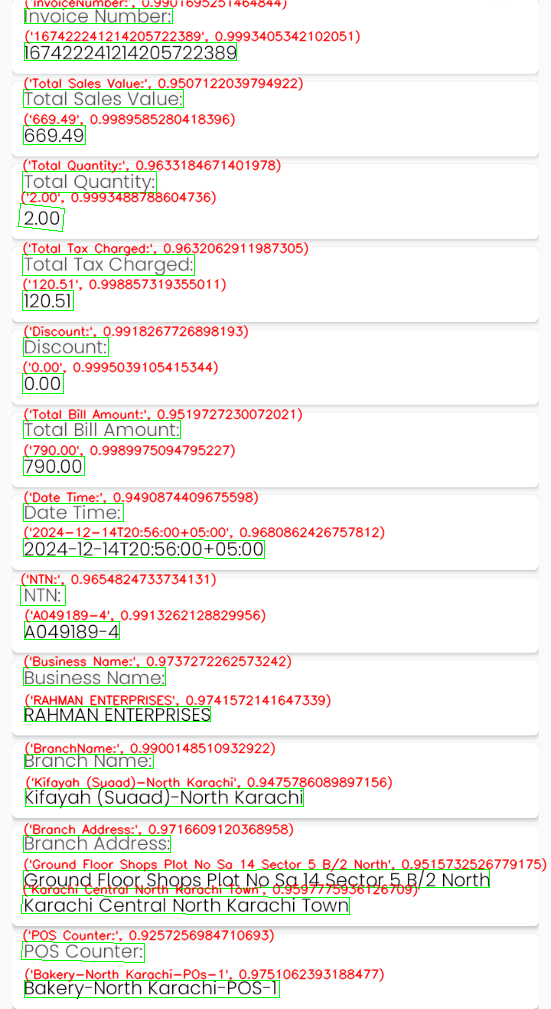 ('InvoiceNumber:', 0.9901695251464844)
Invoice Number:
('167422241214205722389', 0.9993405342102051)
167422241214205722389
('Total Sales Value:', 0.9507122039794922)
Total Sales Value:
('669.49', 0.9989585280418396)
669.49
('Total Quantity:', 0.9633184671401978)
Total Quantity:
('2.00', 0.9993488788604736)
2.00
('Total Tax Charged:', 0.9632062911987305)
Total Tax Charged:
('120.51', 0.998857319355011)
120.51
('Discount:', 0.9918267726898193)
Discount:
('0.00', 0.9995039105415344)
0.00
('Total Bill Amount:', 0.9519727230072021)
Total Bill Amount:
('790.00', 0.9989975094795227)
790.00
('Date Time:', 0.9490874409675598)
Date Time:
('2024-12-14T20:56:00+05:00', 0.9680862426757812)
2024-12-14T20:56:00+05:00
('NTN:', 0.9654824733734131)
NTN:
('A049189-4', 0.9913262128829956)
A049189-4
('Business Name:', 0.9737272262573242)
Business Name:
('RAHMAN ENTERPRISES', 0.9741572141647339)
RAHMAN ENTERPRISES
('BranchName:', 0.9900148510932922)
Branch Name:
('Kifayah (Suaad)-North Karachi', 0.9475786089897156)
Kifayah (Suaad)-North Karachi
('Branch Address:', 0.9716609120368958)
Branch Address:
('Ground Floor Shops Plot No Sa 14 Sector 5 B/2 North', 0.9515732526779175)
Ground Floor Shops Plot No Sa 14 Sector 5 B/2 North
('Karachi Central North Karachi Town', 0.9597775936126709)
Karachi Central North Karachi Town
('POS Counter:', 0.9257256984710693)
POS Counter:
('Bakery-North Karachi-POs-1', 0.9751062393188477)
Bakery-North Karachi-POS-1